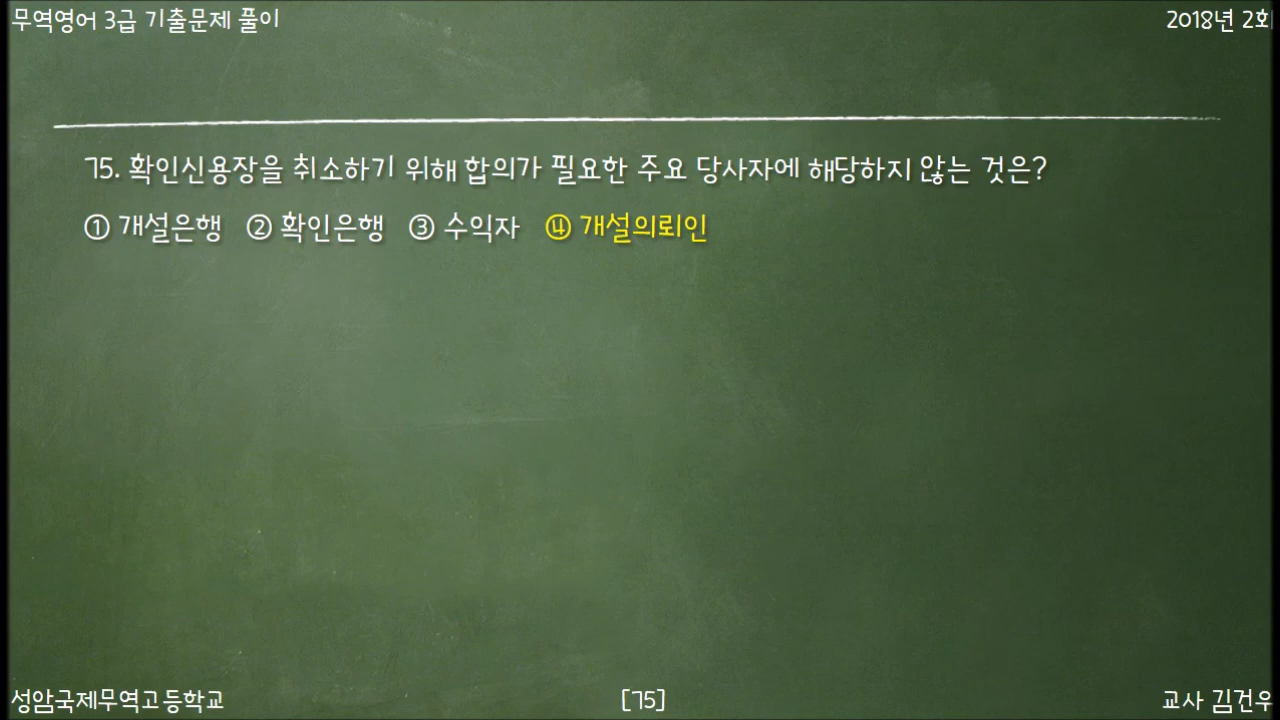 무역영어 3급 기출문제 풀이
2018년 2회
75. 확인신용장을 취소하기 위해 합의가 필요한 주요 당사자에 해당하지 않는 것은?
① 개설은행 ② 확인은행 ③ 수익자 ④ 개설의뢰인
성암국제무역고등학교
[75]
교사 김건우